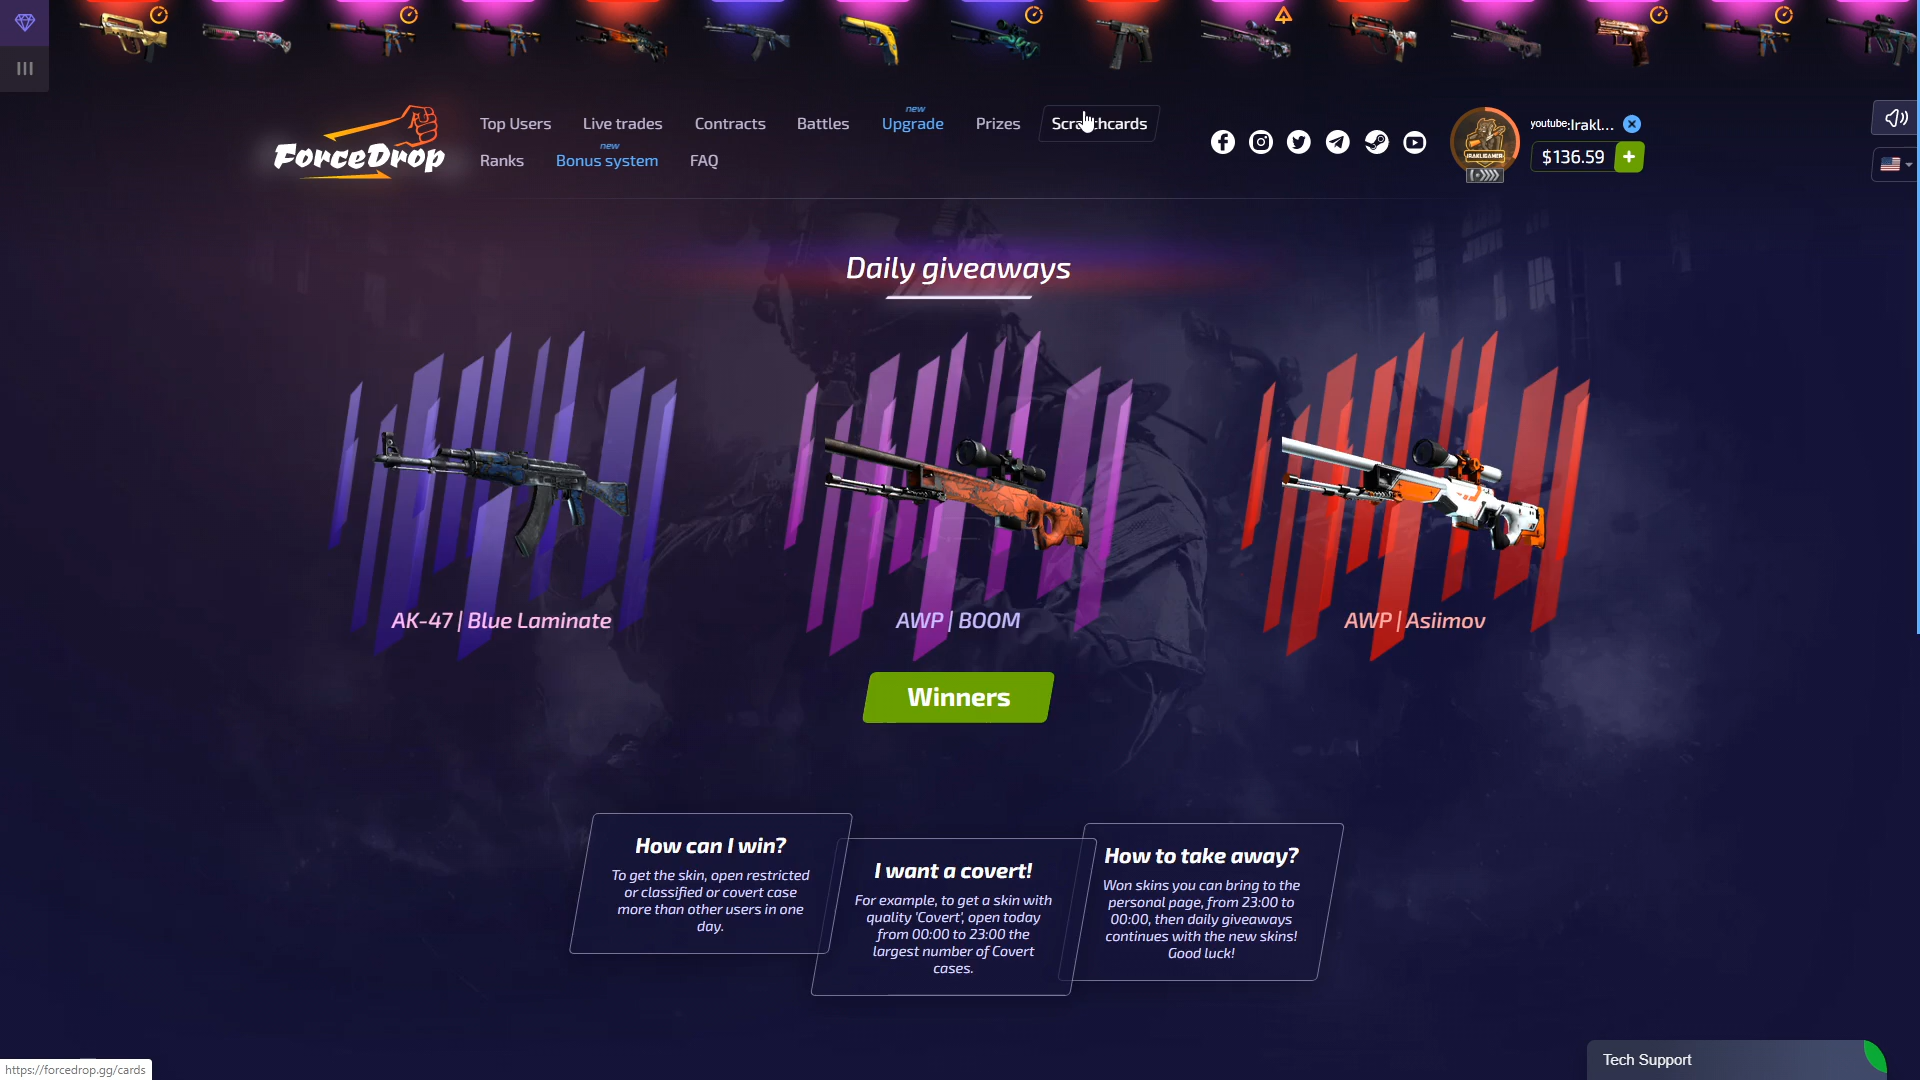 ForceDrop
Top Users
Live trades
Contracts
Battles
new
Upgrade
Prizes
Scratchcards
Ranks
new
Bonus system
FAQ
youtube:Irakl...
$136.59
+
Daily giveaways
AK-47 | Blue Laminate
AWP | BOOM
AWP | Asiimov
Winners
How can I win?
To get the skin, open restricted
or classified or covert case
more than other users in one
day.
I want a covert!
For example, to get a skin with
quality 'Covert', open today
from 00:00 to 23:00 the
largest number of Covert
cases.
How to take away?
Won skins you can bring to the
personal page, from 23:00 to
00:00, then daily giveaways
continues with the new skins!
Good luck!
https://forcedrop.gg/cards
Tech Support